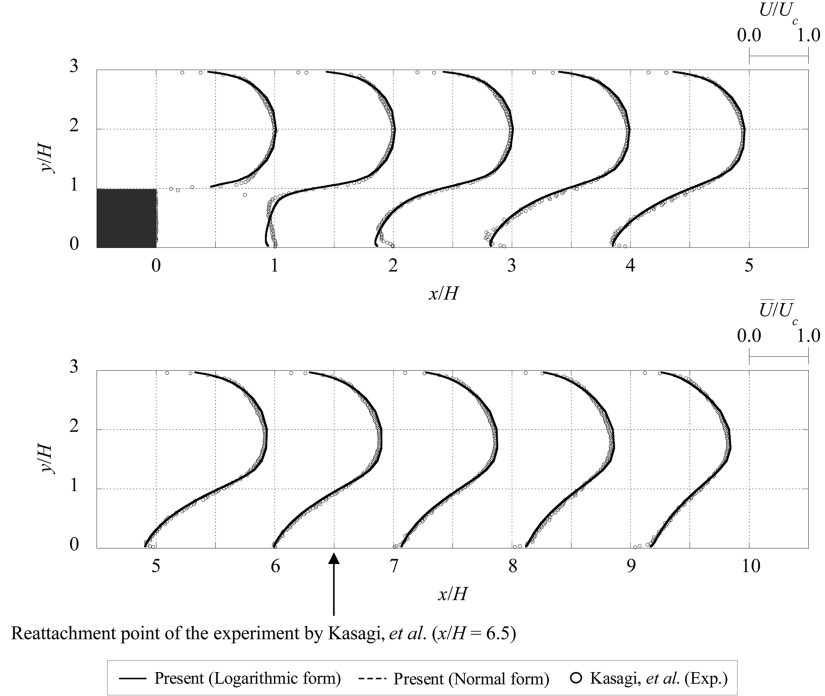 U/U_c
0.0 1.0
3
2
1
0
y/H
0 1 2 3 4 5
x/H
U̅/U̅_c
0.0 1.0
3
2
1
0
y/H
5 6 7 8 9 10
x/H
Reattachment point of the experiment by Kasagi, et al. (x/H = 6.5)
Present (Logarithmic form) Present (Normal form) Kasagi, et al. (Exp.)